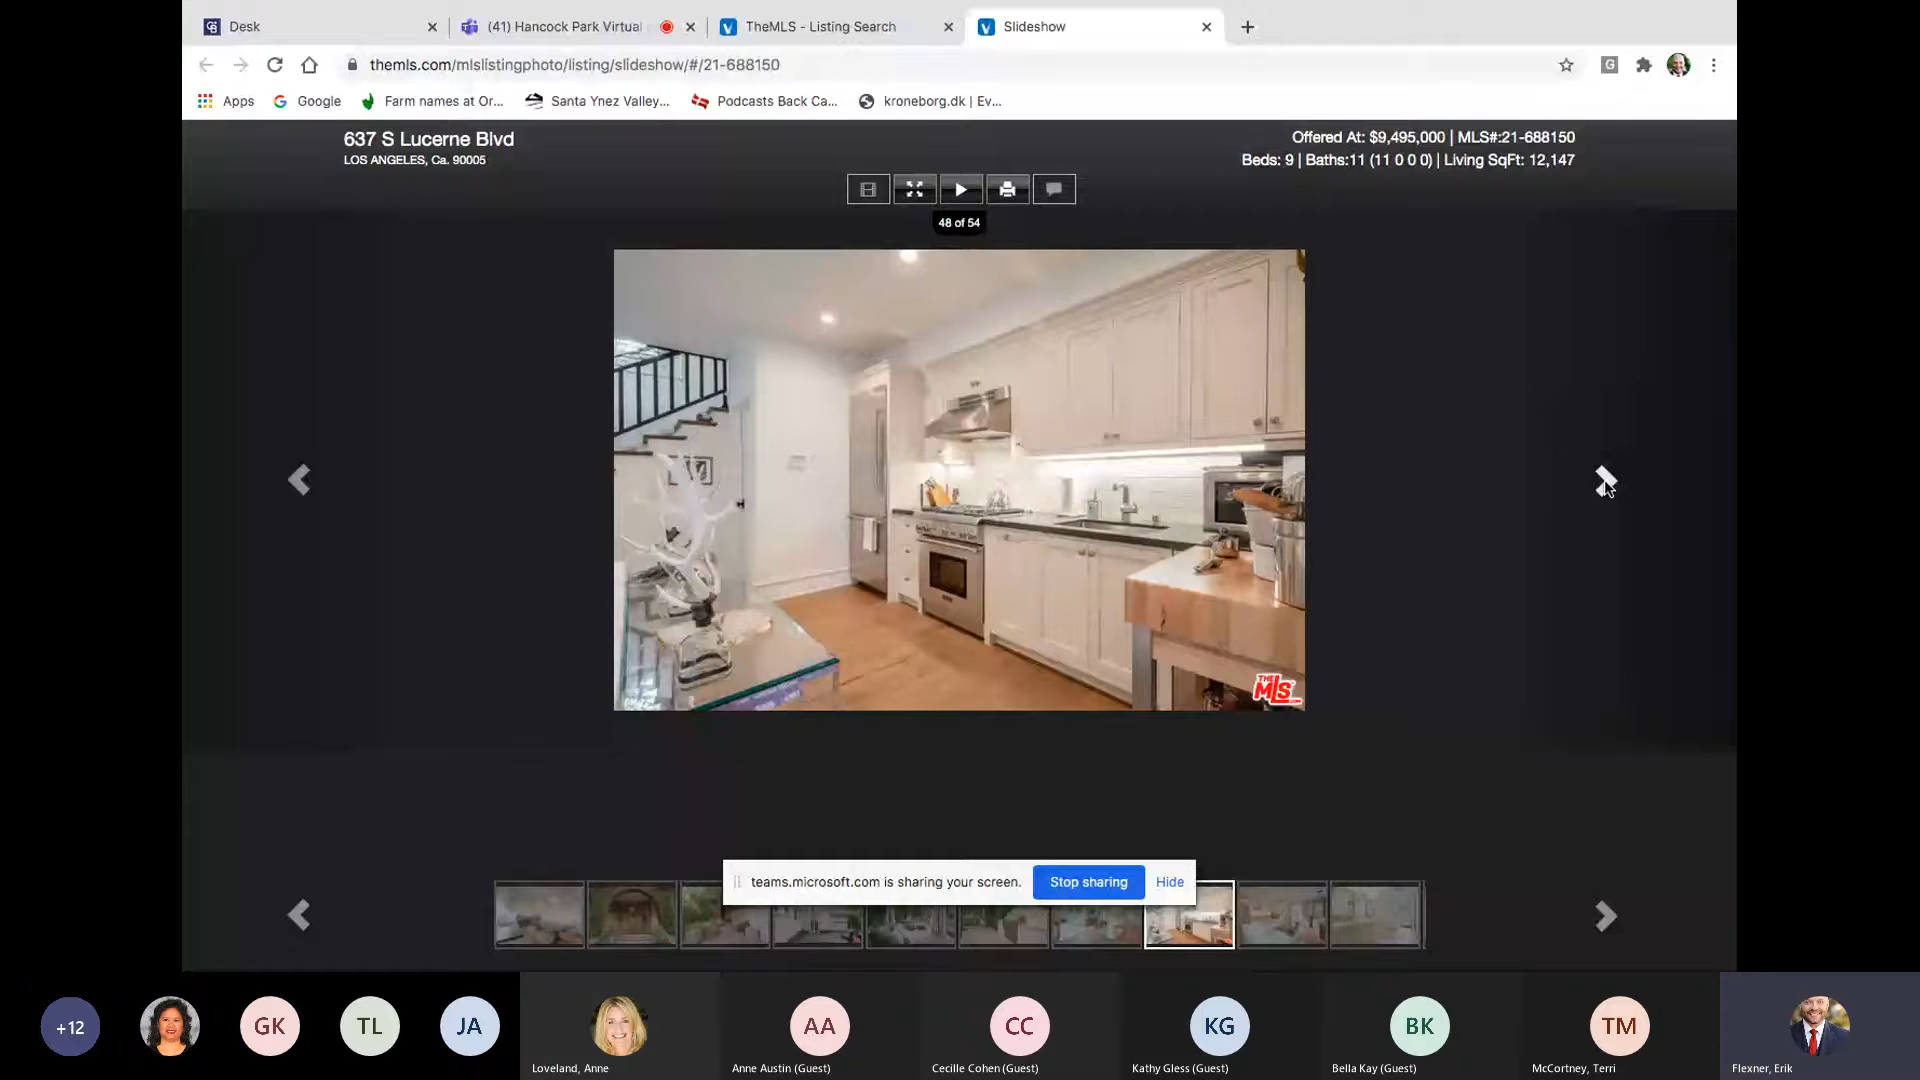 Desk
(41) Hancock Park Virtual
TheMLS - Listing Search
Slideshow
themls.com/mlslistingphoto/listing/slideshow/#/21-688150
Apps
Google
Farm names at Or...
Santa Ynez Valley...
Podcasts Back Ca...
kroneborg.dk | Ev...
637 S Lucerne Blvd
LOS ANGELES, Ca. 90005
Offered At: $9,495,000 | MLS#:21-688150
Beds: 9 | Baths:11 (11 0 0 0) | Living SqFt: 12,147
48 of 54
THE
MLS
.COM
teams.microsoft.com is sharing your screen.
Stop sharing
Hide
+12
GK
TL
JA
AA
CC
KG
BK
TM
Loveland, Anne
Anne Austin (Guest)
Cecille Cohen (Guest)
Kathy Gless (Guest)
Bella Kay (Guest)
McCortney, Terri
Flexner, Erik